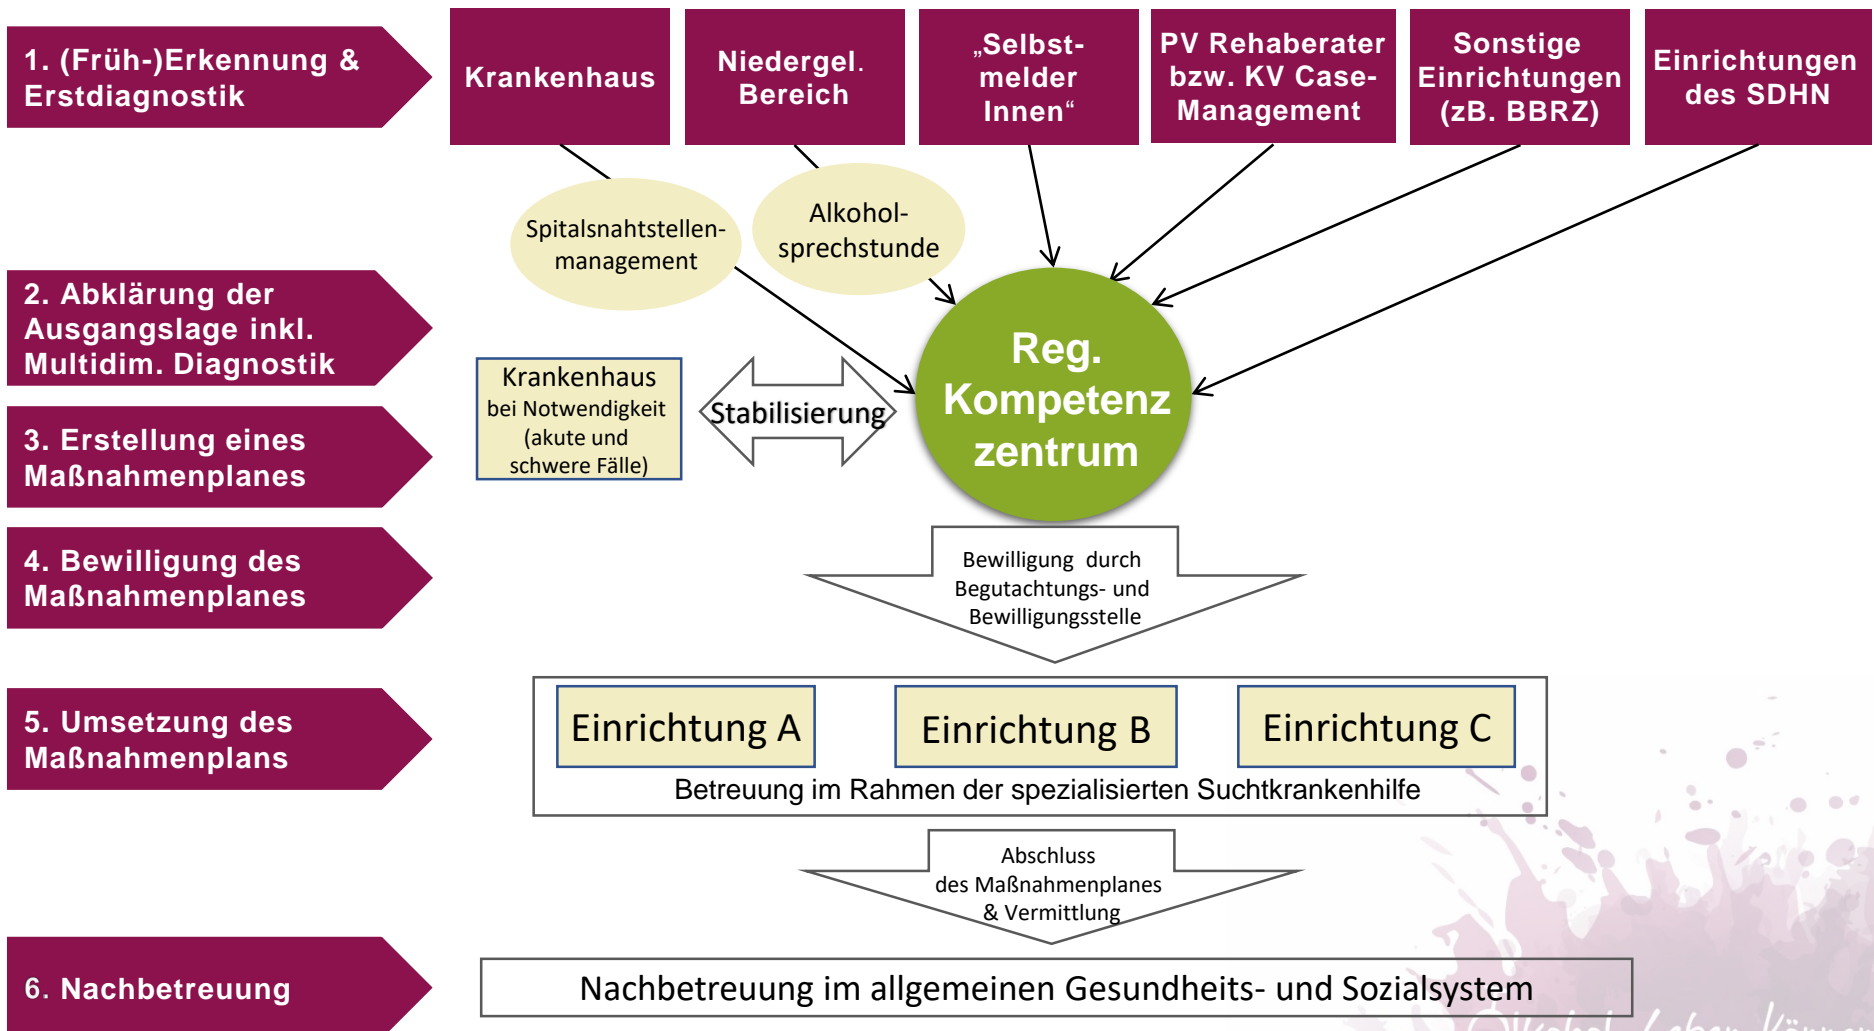 1. (Früh-)Erkennung &
Erstdiagnostik
Krankenhaus
Niedergel.
Bereich
„Selbst-
melder
Innen“
PV Rehaberater
bzw. KV Case-
Management
Sonstige
Einrichtungen
(zB. BBRZ)
Einrichtungen
des SDHN
Spitalsnahtstellen-
management
Alkohol-
sprechstunde
2. Abklärung der
Ausgangslage inkl.
Multidim. Diagnostik
Krankenhaus
bei Notwendigkeit
(akute und
schwere Fälle)
Stabilisierung
Reg.
Kompetenz
zentrum
3. Erstellung eines
Maßnahmenplanes
4. Bewilligung des
Maßnahmenplanes
Bewilligung durch
Begutachtungs- und
Bewilligungsstelle
5. Umsetzung des
Maßnahmenplans
Einrichtung A
Einrichtung B
Einrichtung C
Betreuung im Rahmen der spezialisierten Suchtkrankenhilfe
Abschluss
des Maßnahmenplanes
& Vermittlung
6. Nachbetreuung
Nachbetreuung im allgemeinen Gesundheits- und Sozialsystem
Alkohol. Leben können